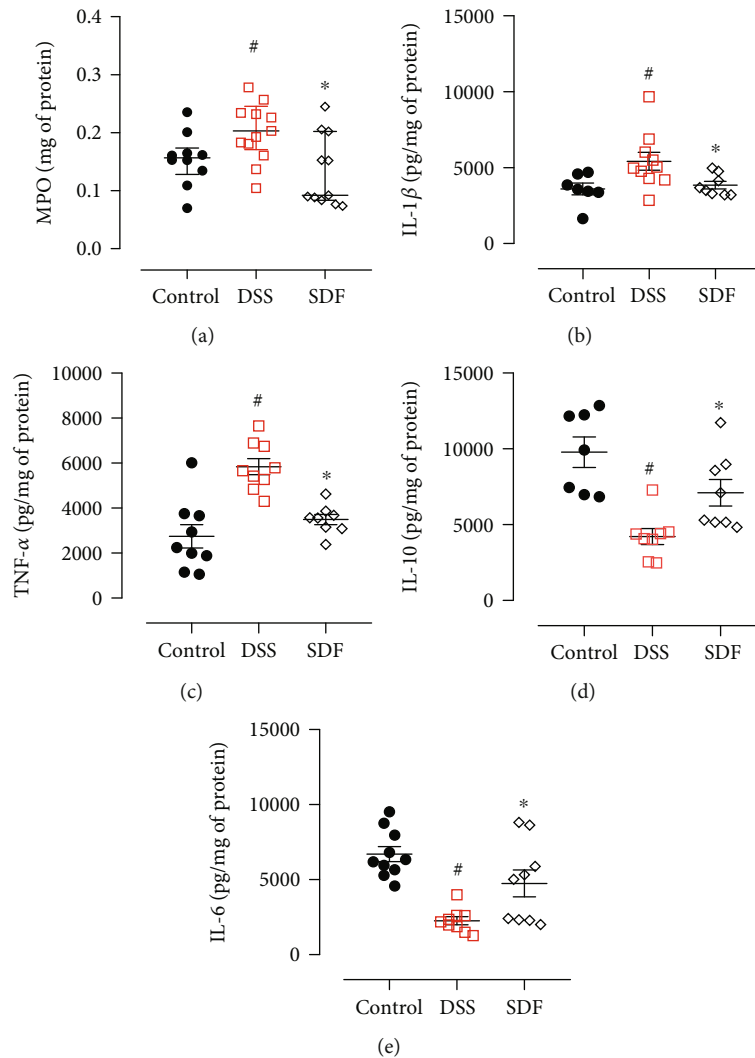 MPO (mg of protein)
0.4
0.3
0.2
0.1
0.0
#
*
Control DSS SDF
(a)
IL-1β (pg/mg of protein)
15000
10000
5000
0
#
*
Control DSS SDF
(b)
TNF-α (pg/mg of protein)
10000
8000
6000
4000
2000
0
#
*
Control DSS SDF
(c)
IL-10 (pg/mg of protein)
15000
10000
5000
0
#
*
Control DSS SDF
(d)
IL-6 (pg/mg of protein)
15000
10000
5000
0
#
*
Control DSS SDF
(e)